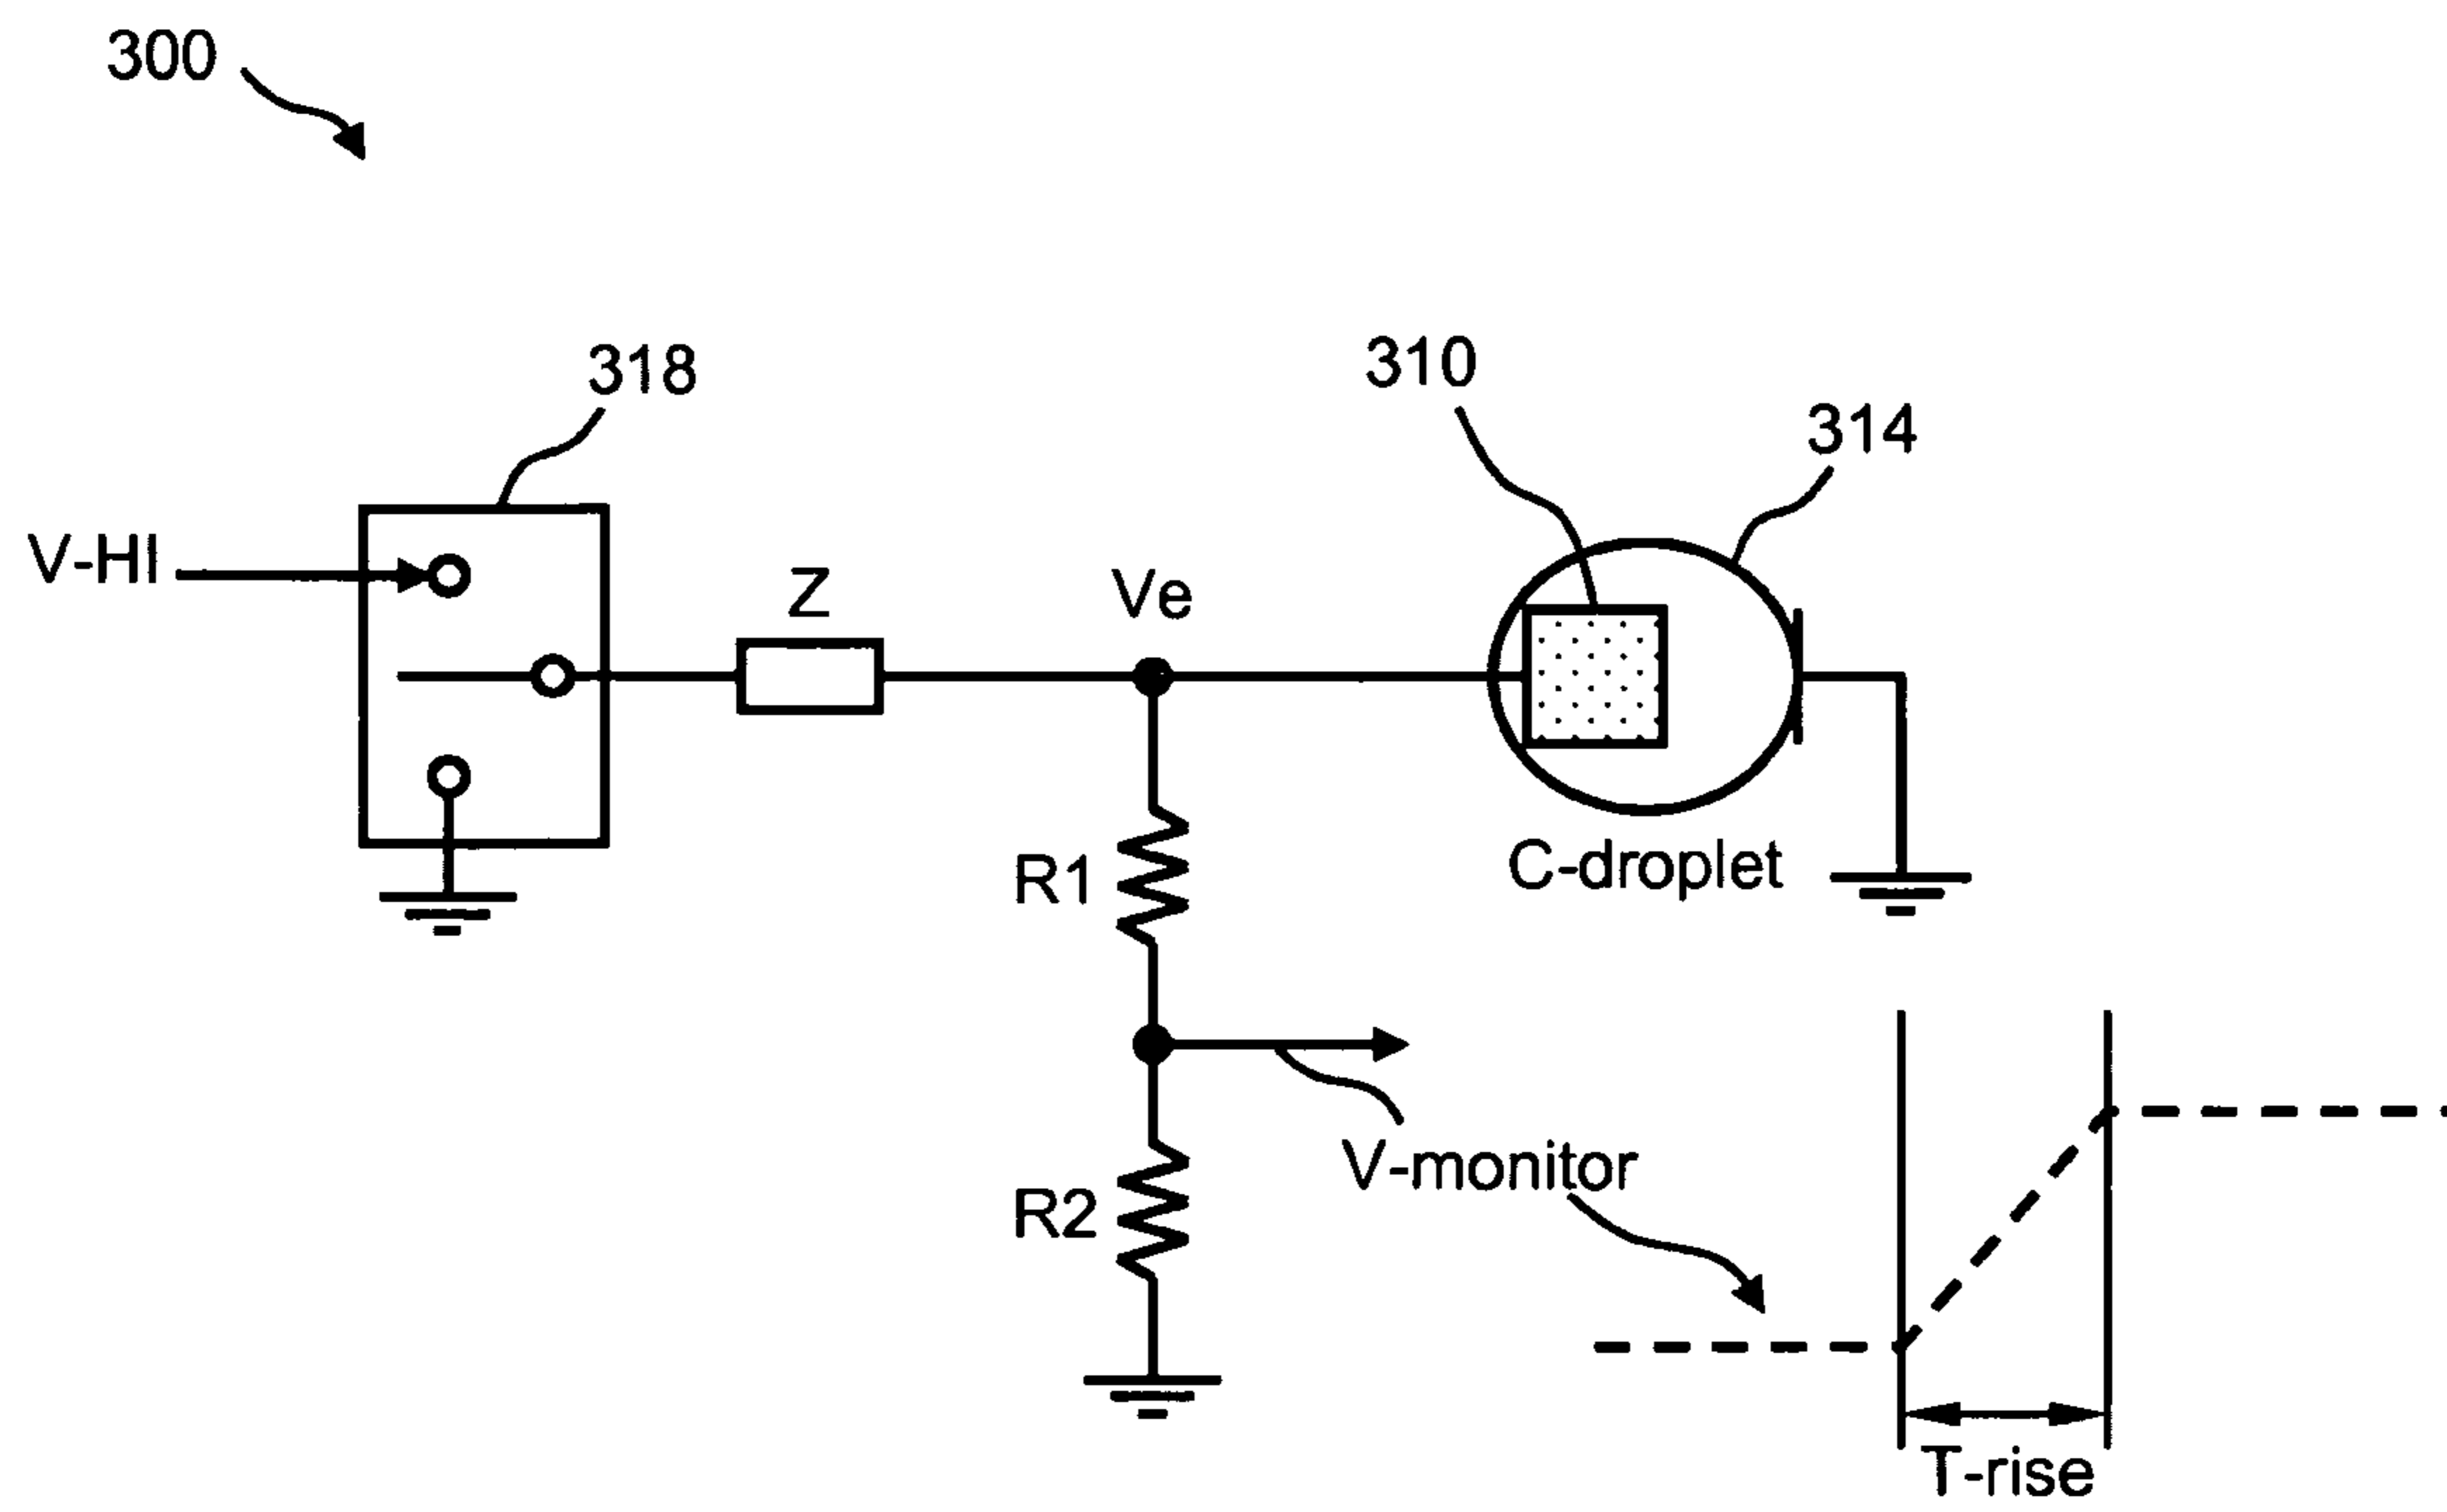 300
318
310
314
V-HI
Z
Ve
C-droplet
R1
V-monitor
R2
T-rise